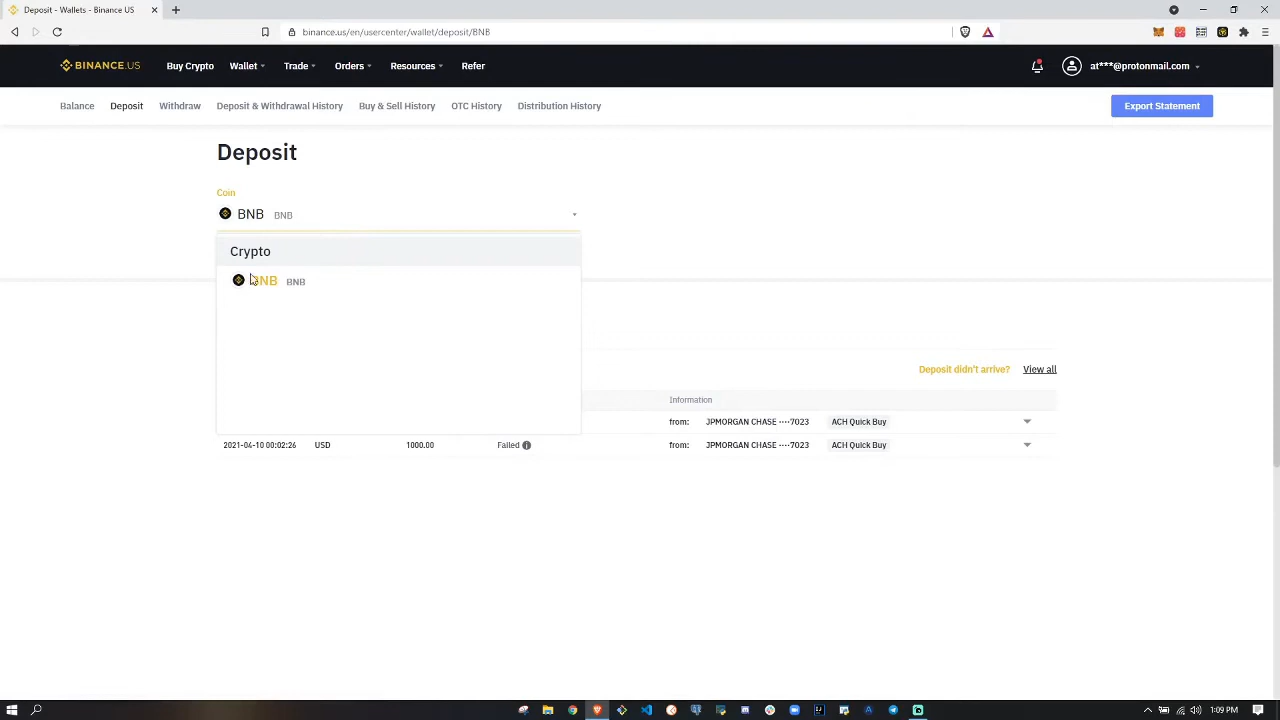 Deposit - Wallets - Binance US
binance.us/en/usercenter/wallet/deposit/BNB
BINANCE.US Buy Crypto Wallet Trade Orders Resources Refer at***@protonmail.com
Balance Deposit Withdraw Deposit & Withdrawal History Buy & Sell History OTC History Distribution History Export Statement
Deposit
Coin
BNB BNB
Crypto
BNB BNB
Deposit didn't arrive? View all
Information
from: JPMORGAN CHASE ····7023 ACH Quick Buy
2021-04-10 00:02:26 USD 1000.00 Failed from: JPMORGAN CHASE ····7023 ACH Quick Buy
1:09 PM